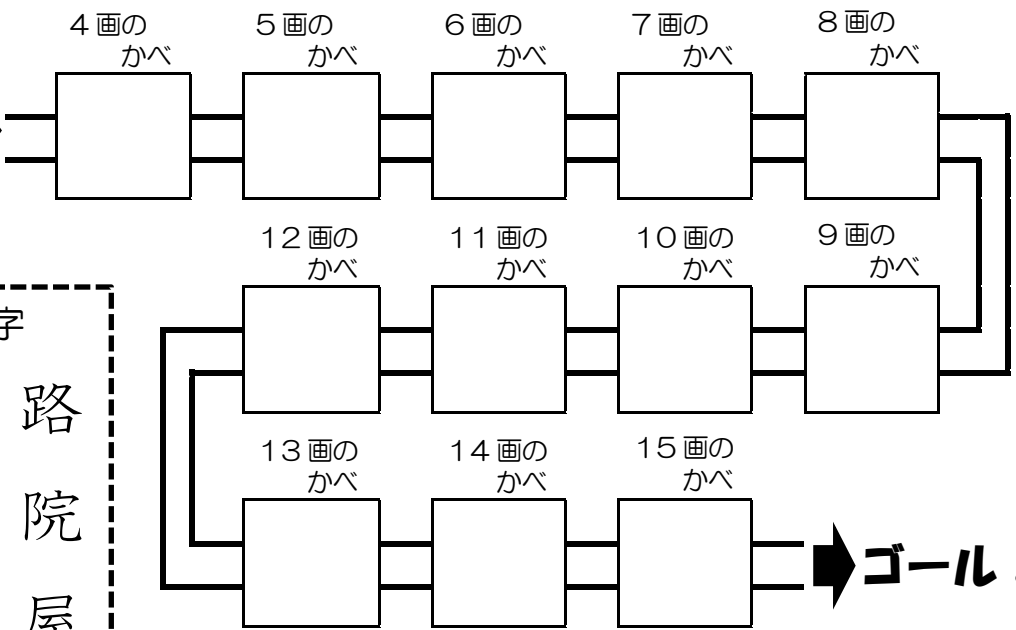 4画の
かべ
5画の
かべ
6画の
かべ
7画の
かべ
8画の
かべ
12画の
かべ
11画の
かべ
10画の
かべ
9画の
かべ
字
路
院
屋
13画の
かべ
14画の
かべ
15画の
かべ
ゴール